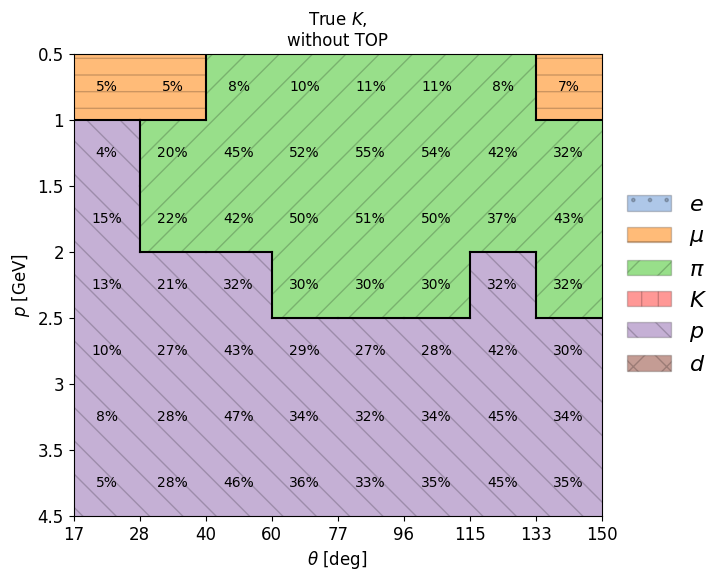 True K,
without TOP
0.5
5% 5% 8% 10% 11% 11% 8% 7%
1
4% 20% 45% 52% 55% 54% 42% 32%
1.5
15% 22% 42% 50% 51% 50% 37% 43%
2
13% 21% 32% 30% 30% 30% 32% 32%
2.5
10% 27% 43% 29% 27% 28% 42% 30%
3
8% 28% 47% 34% 32% 34% 45% 34%
3.5
5% 28% 46% 36% 33% 35% 45% 35%
4
4.5
p [GeV]
17 28 40 60 77 96 115 133 150
θ [deg]
e
μ
π
K
p
d